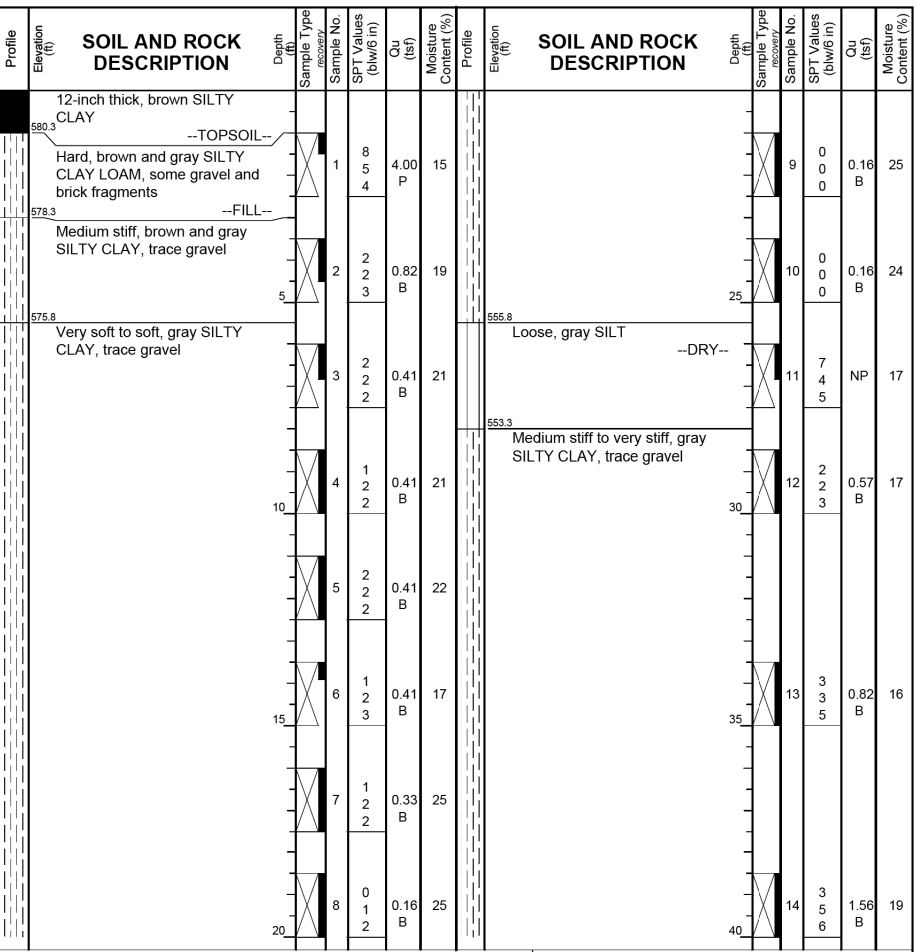 Profile
Elevation (ft)
SOIL AND ROCK
DESCRIPTION
Depth (ft)
Sample Type
recovery
Sample No.
SPT Values
(blw/6 in)
Qu
(tsf)
Moisture
Content (%)
12-inch thick, brown SILTY
CLAY
580.3
--TOPSOIL--
Hard, brown and gray SILTY
CLAY LOAM, some gravel and
brick fragments
1
8
5
4
4.00
P
15
578.3
--FILL--
Medium stiff, brown and gray
SILTY CLAY, trace gravel
5
2
2
2
3
0.82
B
19
575.8
Very soft to soft, gray SILTY
CLAY, trace gravel
3
2
2
2
0.41
B
21
10
4
1
2
2
0.41
B
21
5
2
2
2
0.41
B
22
15
6
1
2
3
0.41
B
17
7
1
2
2
0.33
B
25
20
8
0
1
2
0.16
B
25
Profile
Elevation (ft)
SOIL AND ROCK
DESCRIPTION
Depth (ft)
Sample Type
recovery
Sample No.
SPT Values
(blw/6 in)
Qu
(tsf)
Moisture
Content (%)
9
0
0
0
0.16
B
25
25
10
0
0
0
0.16
B
24
555.8
Loose, gray SILT
--DRY--
11
7
4
5
NP
17
553.3
Medium stiff to very stiff, gray
SILTY CLAY, trace gravel
30
12
2
2
3
0.57
B
17
35
13
3
3
5
0.82
B
16
40
14
3
5
6
1.56
B
19